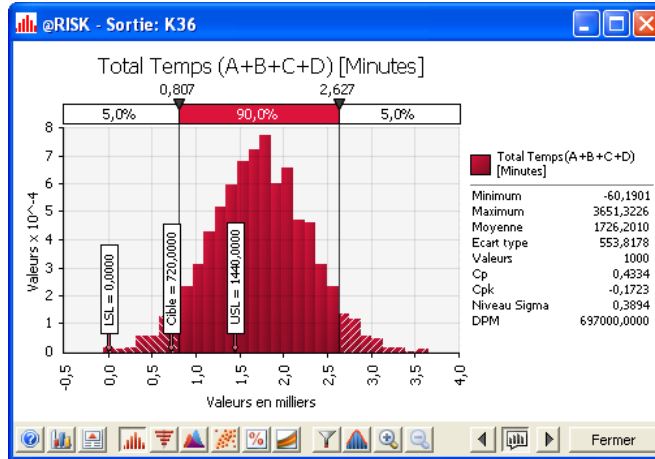 @RISK - Sortie: K36
Total Temps (A+B+C+D) [Minutes]
0,807 2,627
5,0% 90,0% 5,0%
8
7
6
5
4
3
2
1
0
Valeurs x 10^-4
LSL = 0,0000
Cible = 720,0000
USL = 1440,0000
-0,5 0,0 0,5 1,0 1,5 2,0 2,5 3,0 3,5 4,0
Valeurs en milliers
Total Temps (A+B+C+D)
[Minutes]
Minimum -60,1901
Maximum 3651,3226
Moyenne 1726,2010
Ecart type 553,8178
Valeurs 1000
Cp 0,4334
Cpk -0,1723
Niveau Sigma 0,3894
DPM 697000,0000
Fermer